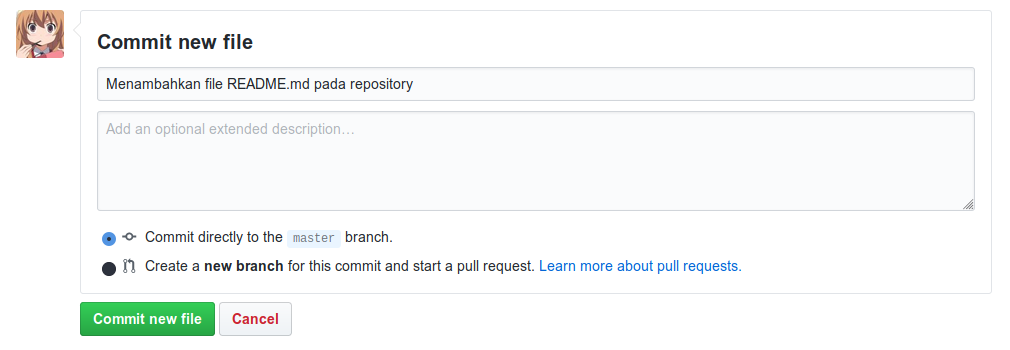 Commit new file
Menambahkan file README.md pada repository
Add an optional extended description…
Commit directly to the master branch.
Create a new branch for this commit and start a pull request. Learn more about pull requests.
Commit new file Cancel